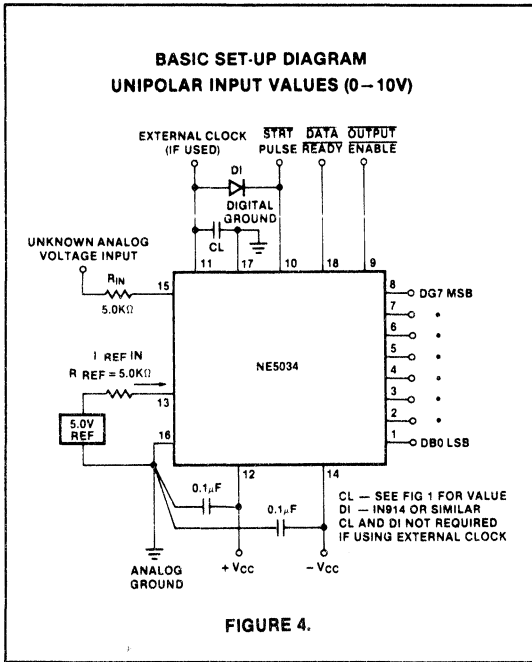 BASIC SET-UP DIAGRAM
UNIPOLAR INPUT VALUES (0→10V)
EXTERNAL CLOCK
(IF USED)
STRT
PULSE
DATA
READY
OUTPUT
ENABLE
DI
DIGITAL
GROUND
CL
UNKNOWN ANALOG
VOLTAGE INPUT
11
17
10
18
9
RIN
15
5.0KΩ
8
DG7 MSB
7
6
5
4
3
2
1
DB0 LSB
NE5034
I REF IN
R REF = 5.0KΩ
13
5.0V
REF
16
12
14
0.1μF
0.1μF
CL — SEE FIG 1 FOR VALUE
DI — IN914 OR SIMILAR
CL AND DI NOT REQUIRED
IF USING EXTERNAL CLOCK
ANALOG
GROUND
+ VCC
− VCC
FIGURE 4.